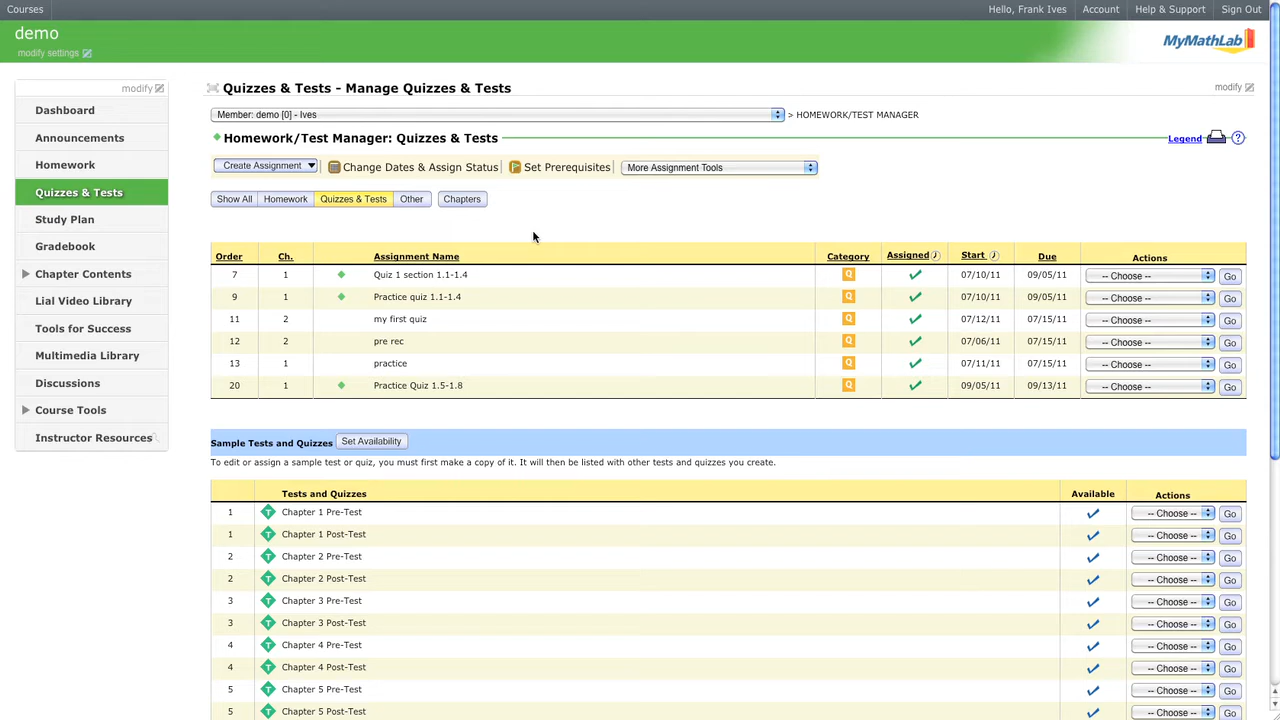 Courses Hello, Frank Ives Account Help & Support Sign Out
demo
modify settings
MyMathLab
modify
Dashboard
Announcements
Homework
Quizzes & Tests
Study Plan
Gradebook
Chapter Contents
Lial Video Library
Tools for Success
Multimedia Library
Discussions
Course Tools
Instructor Resources
Quizzes & Tests - Manage Quizzes & Tests modify
Member: demo [0] - Ives > HOMEWORK/TEST MANAGER
Homework/Test Manager: Quizzes & Tests Legend ?
Create Assignment Change Dates & Assign Status Set Prerequisites More Assignment Tools
Show All Homework Quizzes & Tests Other Chapters
Order Ch. Assignment Name Category Assigned Start Due Actions
7 1 Quiz 1 section 1.1-1.4 Q 07/10/11 09/05/11 -- Choose -- Go
9 1 Practice quiz 1.1-1.4 Q 07/10/11 09/05/11 -- Choose -- Go
11 2 my first quiz Q 07/12/11 07/15/11 -- Choose -- Go
12 2 pre rec Q 07/06/11 07/15/11 -- Choose -- Go
13 1 practice Q 07/11/11 07/15/11 -- Choose -- Go
20 1 Practice Quiz 1.5-1.8 Q 09/05/11 09/13/11 -- Choose -- Go
Sample Tests and Quizzes Set Availability
To edit or assign a sample test or quiz, you must first make a copy of it. It will then be listed with other tests and quizzes you create.
Tests and Quizzes Available Actions
1 T Chapter 1 Pre-Test -- Choose -- Go
1 T Chapter 1 Post-Test -- Choose -- Go
2 T Chapter 2 Pre-Test -- Choose -- Go
2 T Chapter 2 Post-Test -- Choose -- Go
3 T Chapter 3 Pre-Test -- Choose -- Go
3 T Chapter 3 Post-Test -- Choose -- Go
4 T Chapter 4 Pre-Test -- Choose -- Go
4 T Chapter 4 Post-Test -- Choose -- Go
5 T Chapter 5 Pre-Test -- Choose -- Go
5 T Chapter 5 Post-Test -- Choose -- Go